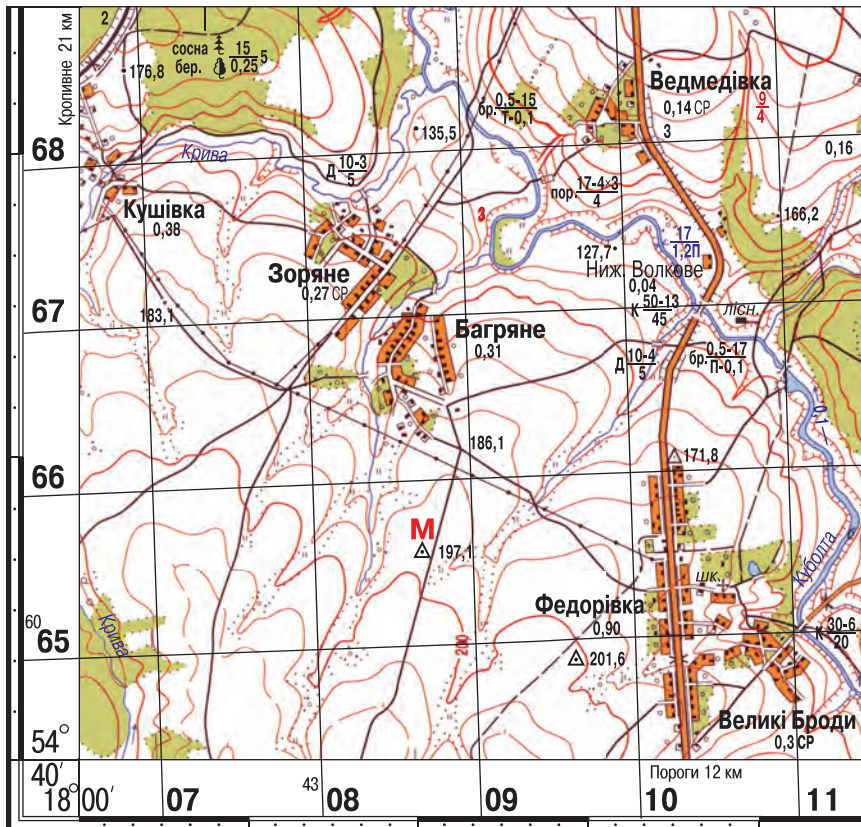 Кропивне 21 км
2
176,8
сосна
бер.
15
0,25
5
135,5
бр. 0,5-15
Т-0,1
Ведмедівка
0,14 СР
3
9
4
68
Крива
Д 10-3
5
0,16
пор. 17-4×3
4
Кушівка
0,38
3
166,2
17
1,2П
127,7
Зоряне
0,27 СР
Ниж. Волкове
0,04
К 50-13
45
лісн.
67
183,1
Багряне
0,31
Д 10-4
5
бр. 0,5-17
П-0,1
0,1
186,1
171,8
66
М
197,1
Куболта
шк.
Федорівка
0,90
60
65
Крива
200
201,6
К 30-6
20
Великі Броди
0,3 СР
54°
40′
Пороги 12 км
18°00′
07
43
08
09
10
11